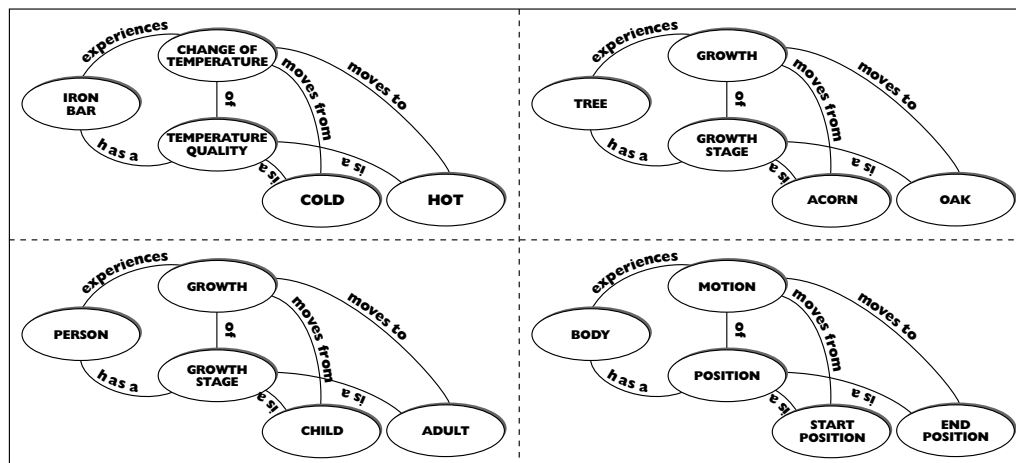 experiences
CHANGE OF
TEMPERATURE
moves from
moves to
IRON
BAR
of
has a
TEMPERATURE
QUALITY
is a
is a
COLD
HOT
experiences
GROWTH
moves from
moves to
TREE
of
has a
GROWTH
STAGE
is a
is a
ACORN
OAK
experiences
GROWTH
moves from
moves to
PERSON
of
has a
GROWTH
STAGE
is a
is a
CHILD
ADULT
experiences
MOTION
moves from
moves to
BODY
of
has a
POSITION
is a
is a
START
POSITION
END
POSITION